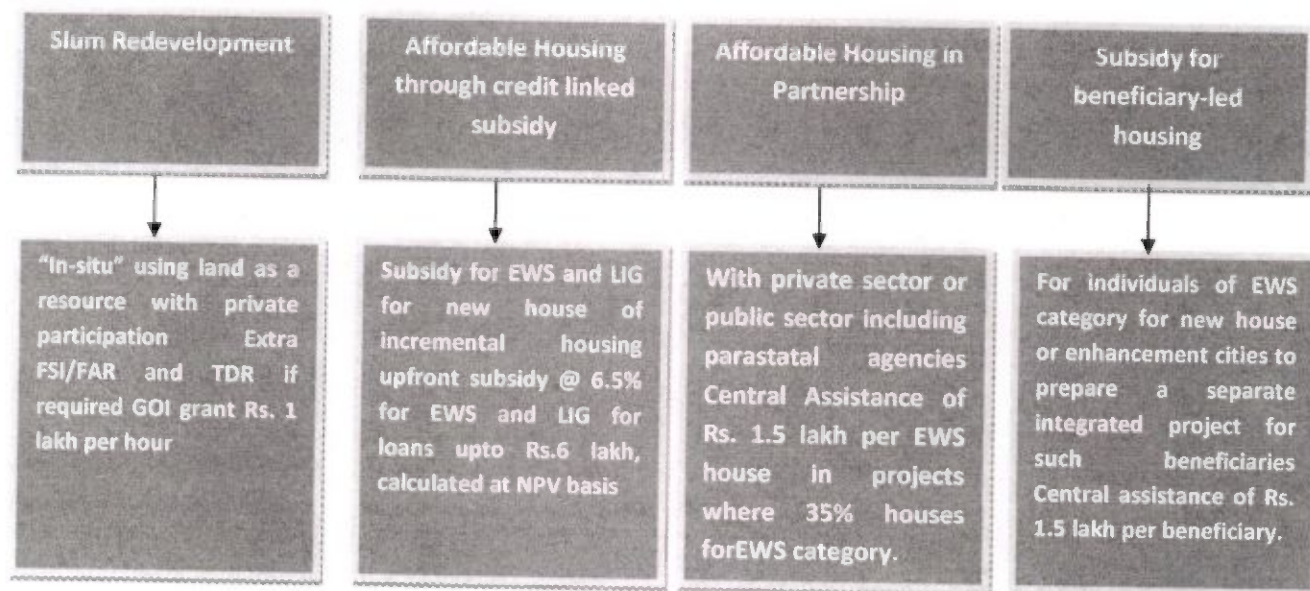 Slum Redevelopment
Affordable Housing
through credit linked
subsidy
Affordable Housing in
Partnership
Subsidy for
beneficiary-led
housing
"In-situ" using land as a
resource with private
participation Extra
FSI/FAR and TDR if
required GOI grant Rs. 1
lakh per hour
Subsidy for EWS and LIG
for new house of
incremental housing
upfront subsidy @ 6.5%
for EWS and LIG for
loans upto Rs.6 lakh,
calculated at NPV basis
With private sector or
public sector including
parastatal agencies
Central Assistance of
Rs. 1.5 lakh per EWS
house in projects
where 35% houses
forEWS category.
For individuals of EWS
category for new house
or enhancement cities to
prepare a separate
integrated project for
such beneficiaries
Central assistance of Rs.
1.5 lakh per beneficiary.